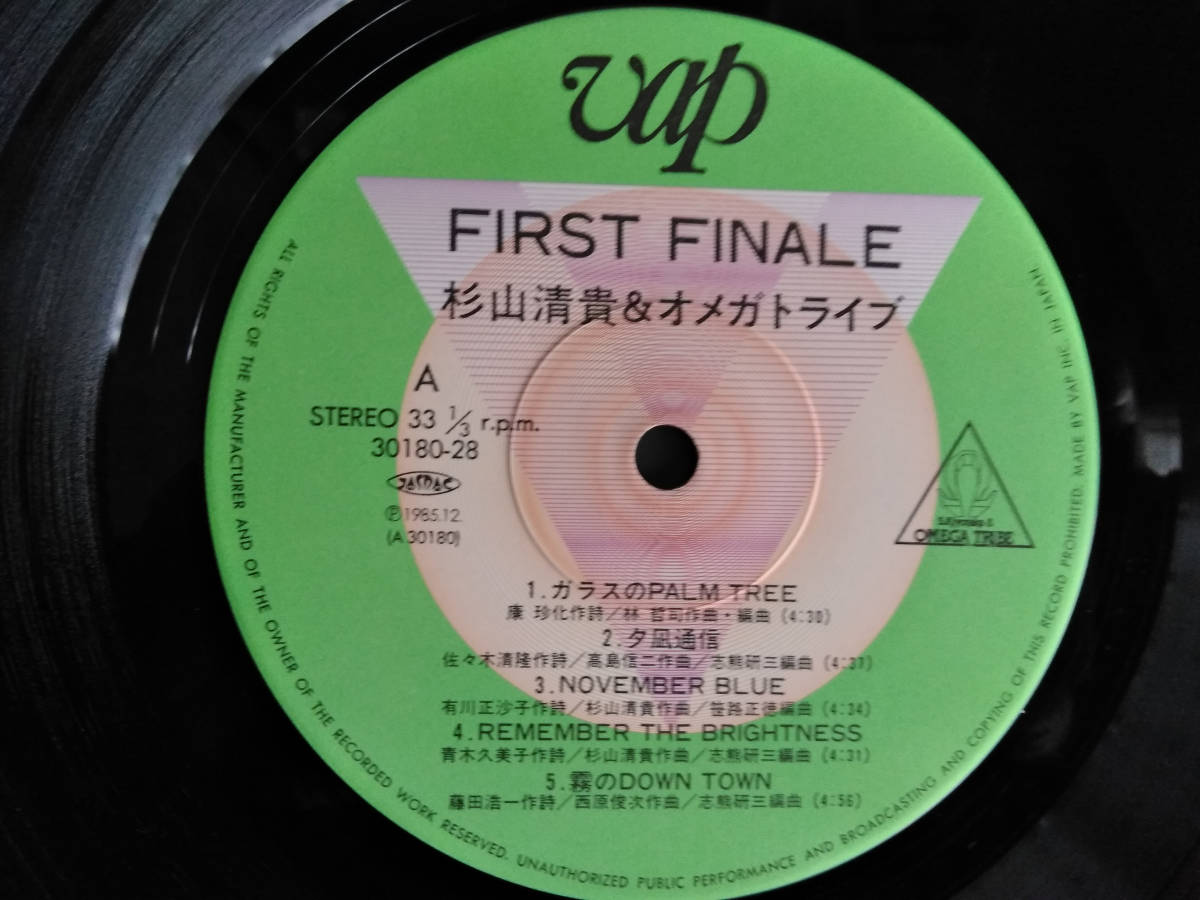 vap
FIRST FINALE
杉山清貴&オメガトライブ
A
STEREO 33 1/3 r.p.m.
30180-28
JASRAC
Ⓟ1985.12.
(A 30180)
OMEGA TRIBE
1.ガラスのPALM TREE
康 珍化作詩/林 哲司作曲・編曲 (4:30)
2.夕凪通信
佐々木清隆作詩/高島信二作曲/志熊研三編曲 (4:37)
3.NOVEMBER BLUE
有川正沙子作詩/杉山清貴作曲/笹路正徳編曲 (4:34)
4.REMEMBER THE BRIGHTNESS
青木久美子作詩/杉山清貴作曲/志熊研三編曲 (4:31)
5.霧のDOWN TOWN
藤田浩一作詩/西原俊次作曲/志熊研三編曲 (4:56)
ALL RIGHTS OF THE MANUFACTURER AND OF THE OWNER OF THE RECORDED WORK RESERVED. UNAUTHORIZED PUBLIC PERFORMANCE AND BROADCASTING AND COPYING OF THIS RECORD PROHIBITED. MADE BY VAP INC. IN JAPAN.